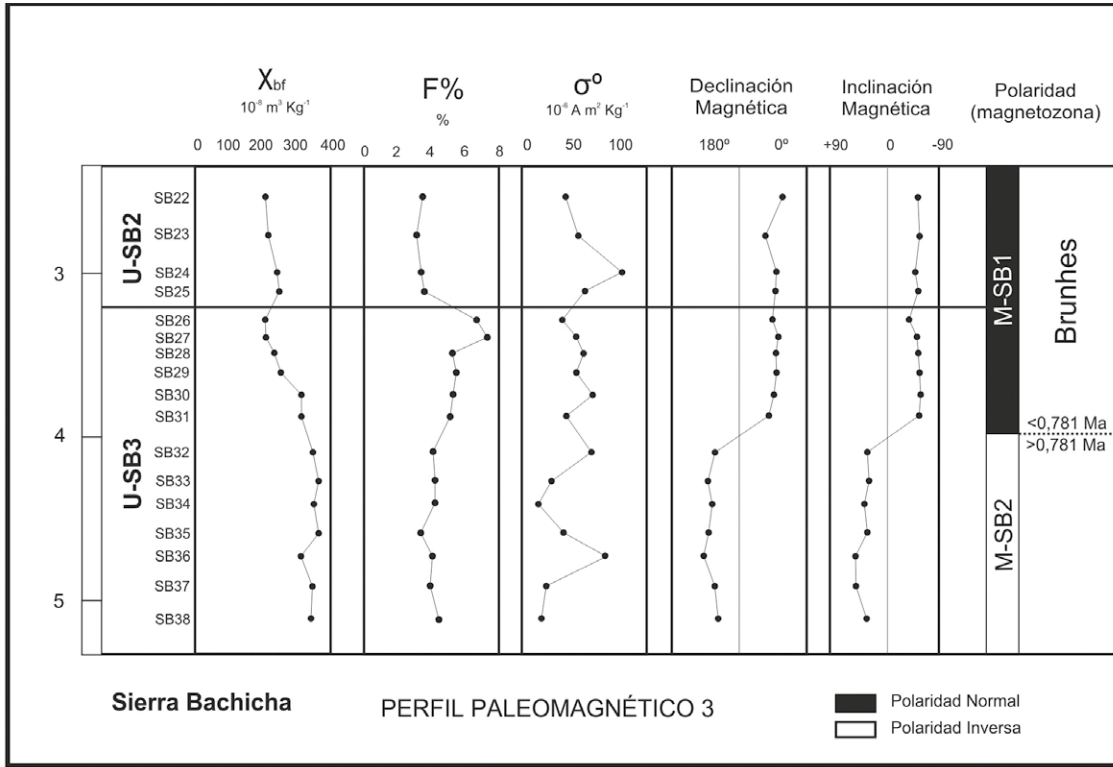 χbf
10⁻⁸ m³ Kg⁻¹
F%
%
σº
10⁻⁶ A m² Kg⁻¹
Declinación
Magnética
Inclinación
Magnética
Polaridad
(magnetozona)
0 100 200 300 400
0 2 4 6 8
0 50 100
180º 0º
+90 0 -90
U-SB2
SB22
SB23
3
SB24
SB25
U-SB3
SB26
SB27
SB28
SB29
SB30
SB31
4
SB32
SB33
SB34
SB35
SB36
5
SB37
SB38
M-SB1
Brunhes
<0,781 Ma
>0,781 Ma
M-SB2
Sierra Bachicha
PERFIL PALEOMAGNÉTICO 3
Polaridad Normal
Polaridad Inversa